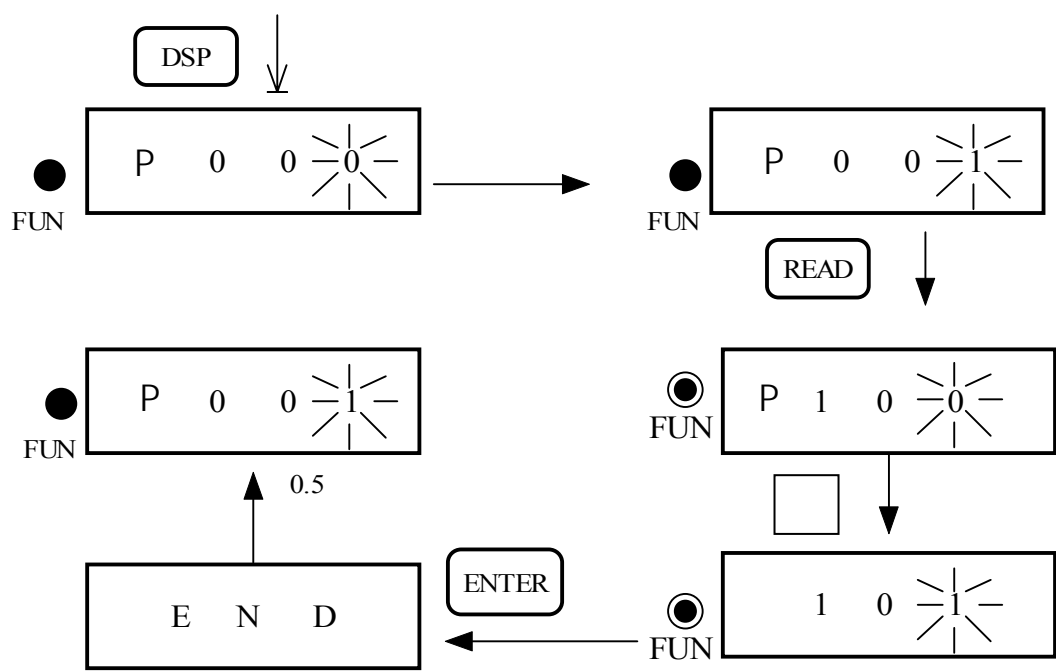 DSP
P 0 0 0
FUN
P 0 0 1
FUN
READ
P 1 0 0
FUN
1 0 1
FUN
ENTER
E N D
0.5
P 0 0 1
FUN